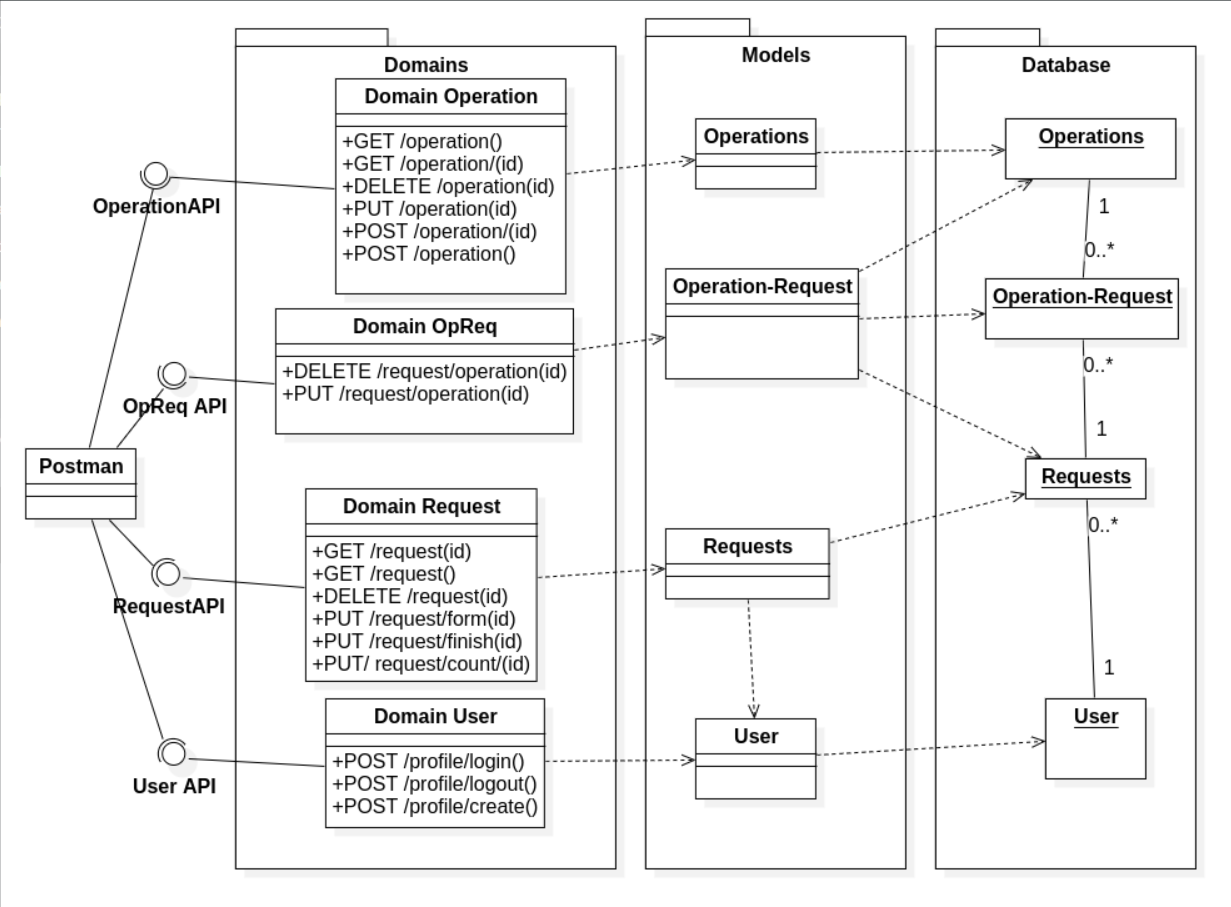 Domains
Domain Operation
+GET /operation()
+GET /operation/(id)
+DELETE /operation(id)
+PUT /operation(id)
+POST /operation/(id)
+POST /operation()
OperationAPI
Domain OpReq
+DELETE /request/operation(id)
+PUT /request/operation(id)
OpReq API
Postman
Domain Request
+GET /request(id)
+GET /request()
+DELETE /request(id)
+PUT /request/form(id)
+PUT /request/finish(id)
+PUT/ request/count/(id)
RequestAPI
Domain User
+POST /profile/login()
+POST /profile/logout()
+POST /profile/create()
User API
Models
Operations
Operation-Request
Requests
User
Database
Operations
1
0..*
Operation-Request
0..*
1
Requests
0..*
1
User